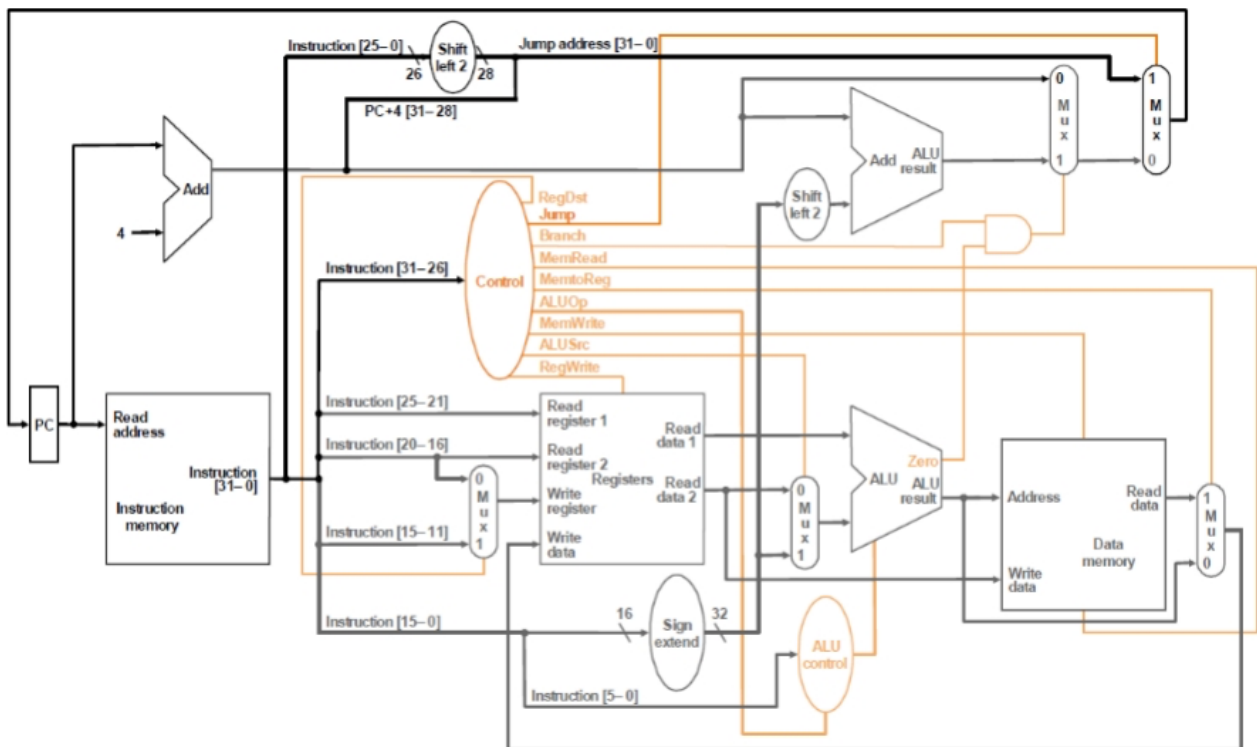 Instruction [25–0]
Shift
left 2
Jump address [31–0]
26
28
PC+4 [31–28]
Add
4
0
M
u
x
1
1
M
u
x
0
Add
ALU
result
Shift
left 2
RegDst
Jump
Branch
MemRead
MemtoReg
ALUOp
MemWrite
ALUSrc
RegWrite
Control
Instruction [31–26]
PC
Read
address
Instruction
[31–0]
Instruction
memory
Instruction [25–21]
Instruction [20–16]
Instruction [15–11]
0
M
u
x
1
Read
register 1
Read
register 2
Write
register
Write
data
Registers
Read
data 1
Read
data 2
0
M
u
x
1
Zero
ALU
ALU
result
Address
Write
data
Read
data
Data
memory
1
M
u
x
0
Instruction [15–0]
16
Sign
extend
32
ALU
control
Instruction [5–0]